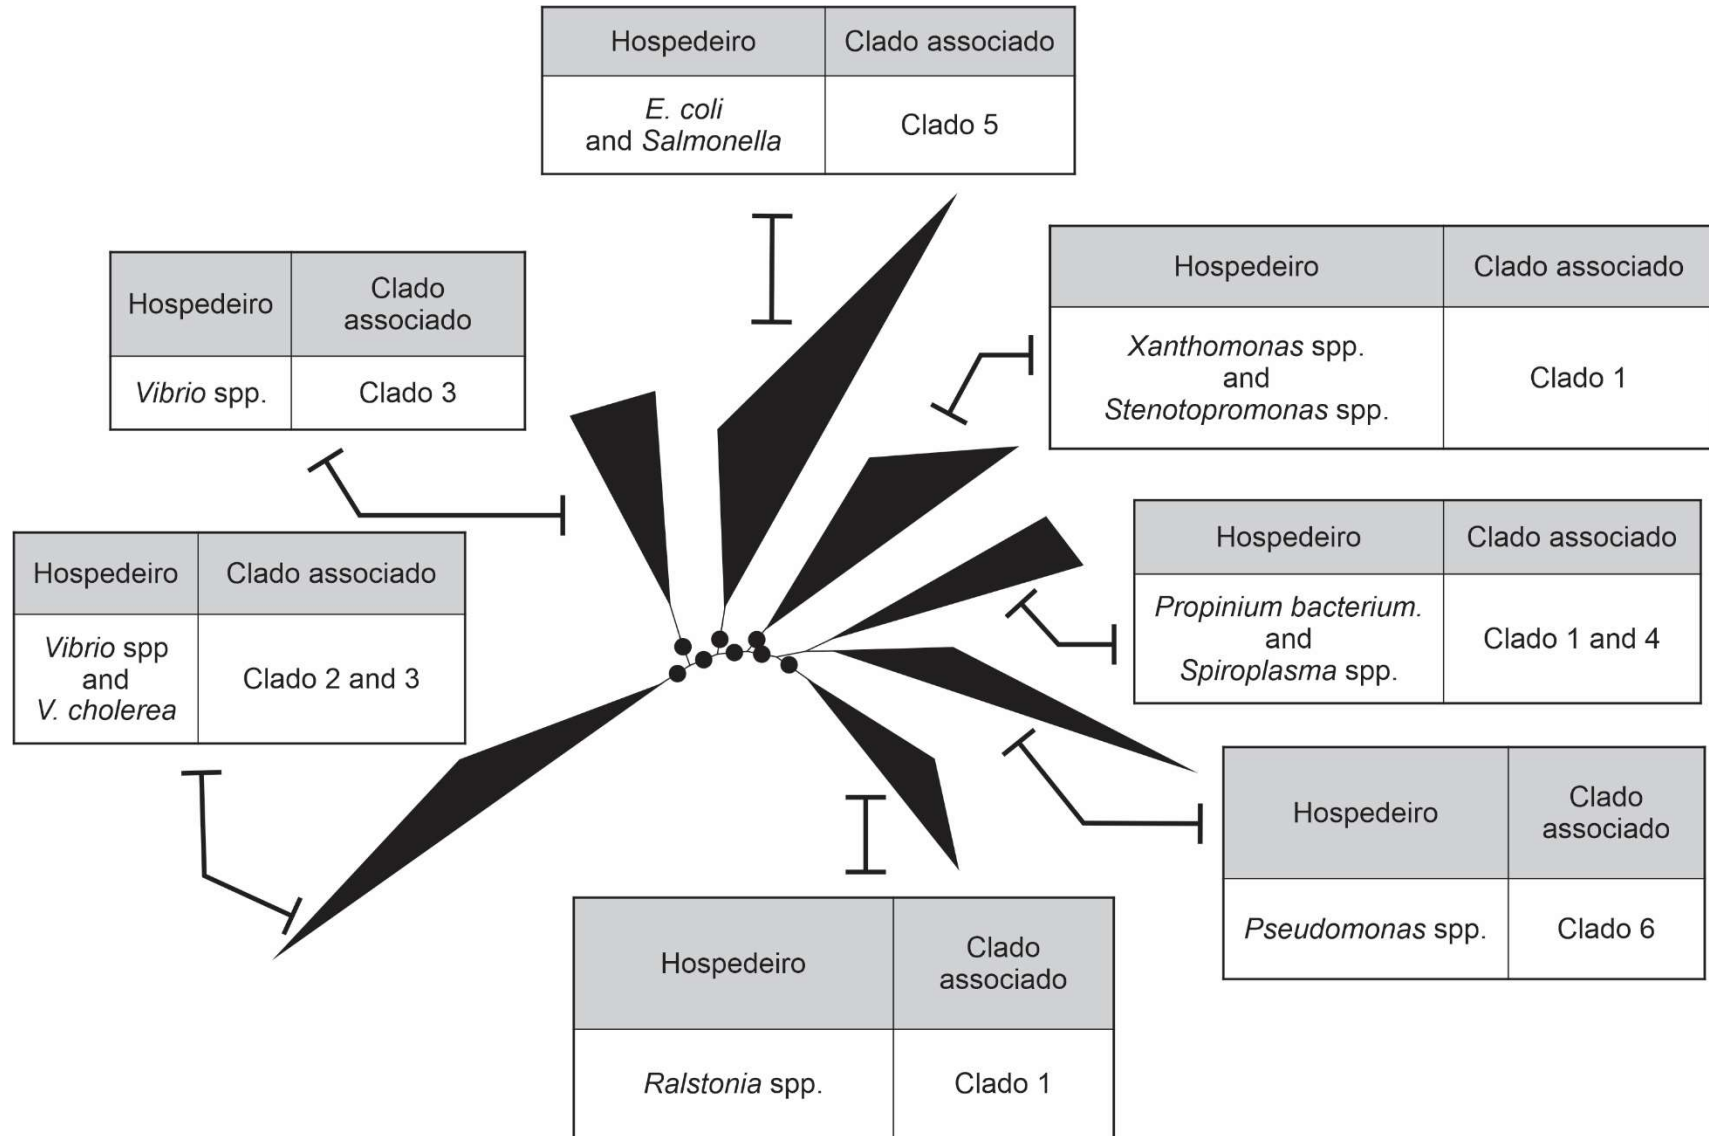 Hospedeiro Clado associado
E. coli
and Salmonella
Clado 5
Hospedeiro Clado
associado
Vibrio spp. Clado 3
Hospedeiro Clado associado
Xanthomonas spp.
and
Stenotopromonas spp.
Clado 1
Hospedeiro Clado associado
Propinium bacterium.
and
Spiroplasma spp.
Clado 1 and 4
Hospedeiro Clado associado
Vibrio spp
and
V. cholerea
Clado 2 and 3
Hospedeiro Clado
associado
Pseudomonas spp. Clado 6
Hospedeiro Clado
associado
Ralstonia spp. Clado 1